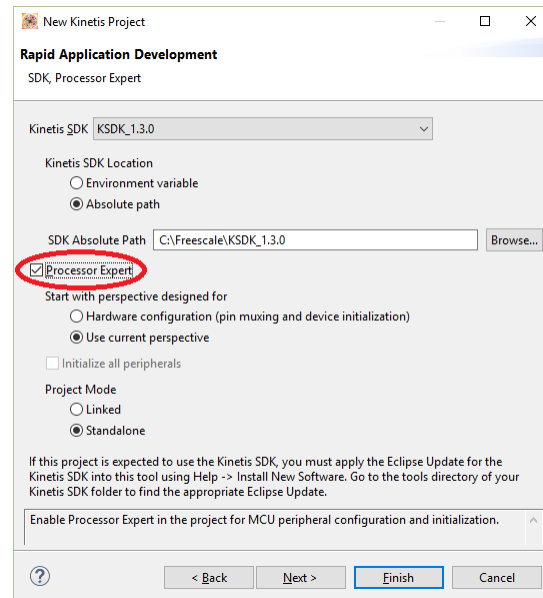 New Kinetis Project
Rapid Application Development
SDK, Processor Expert
Kinetis SDK KSDK_1.3.0
Kinetis SDK Location
Environment variable
Absolute path
SDK Absolute Path C:\Freescale\KSDK_1.3.0 Browse...
Processor Expert
Start with perspective designed for
Hardware configuration (pin muxing and device initialization)
Use current perspective
Initialize all peripherals
Project Mode
Linked
Standalone
If this project is expected to use the Kinetis SDK, you must apply the Eclipse Update for the
Kinetis SDK into this tool using Help -> Install New Software. Go to the tools directory of your
Kinetis SDK folder to find the appropriate Eclipse Update.
Enable Processor Expert in the project for MCU peripheral configuration and initialization.
? < Back Next > Finish Cancel